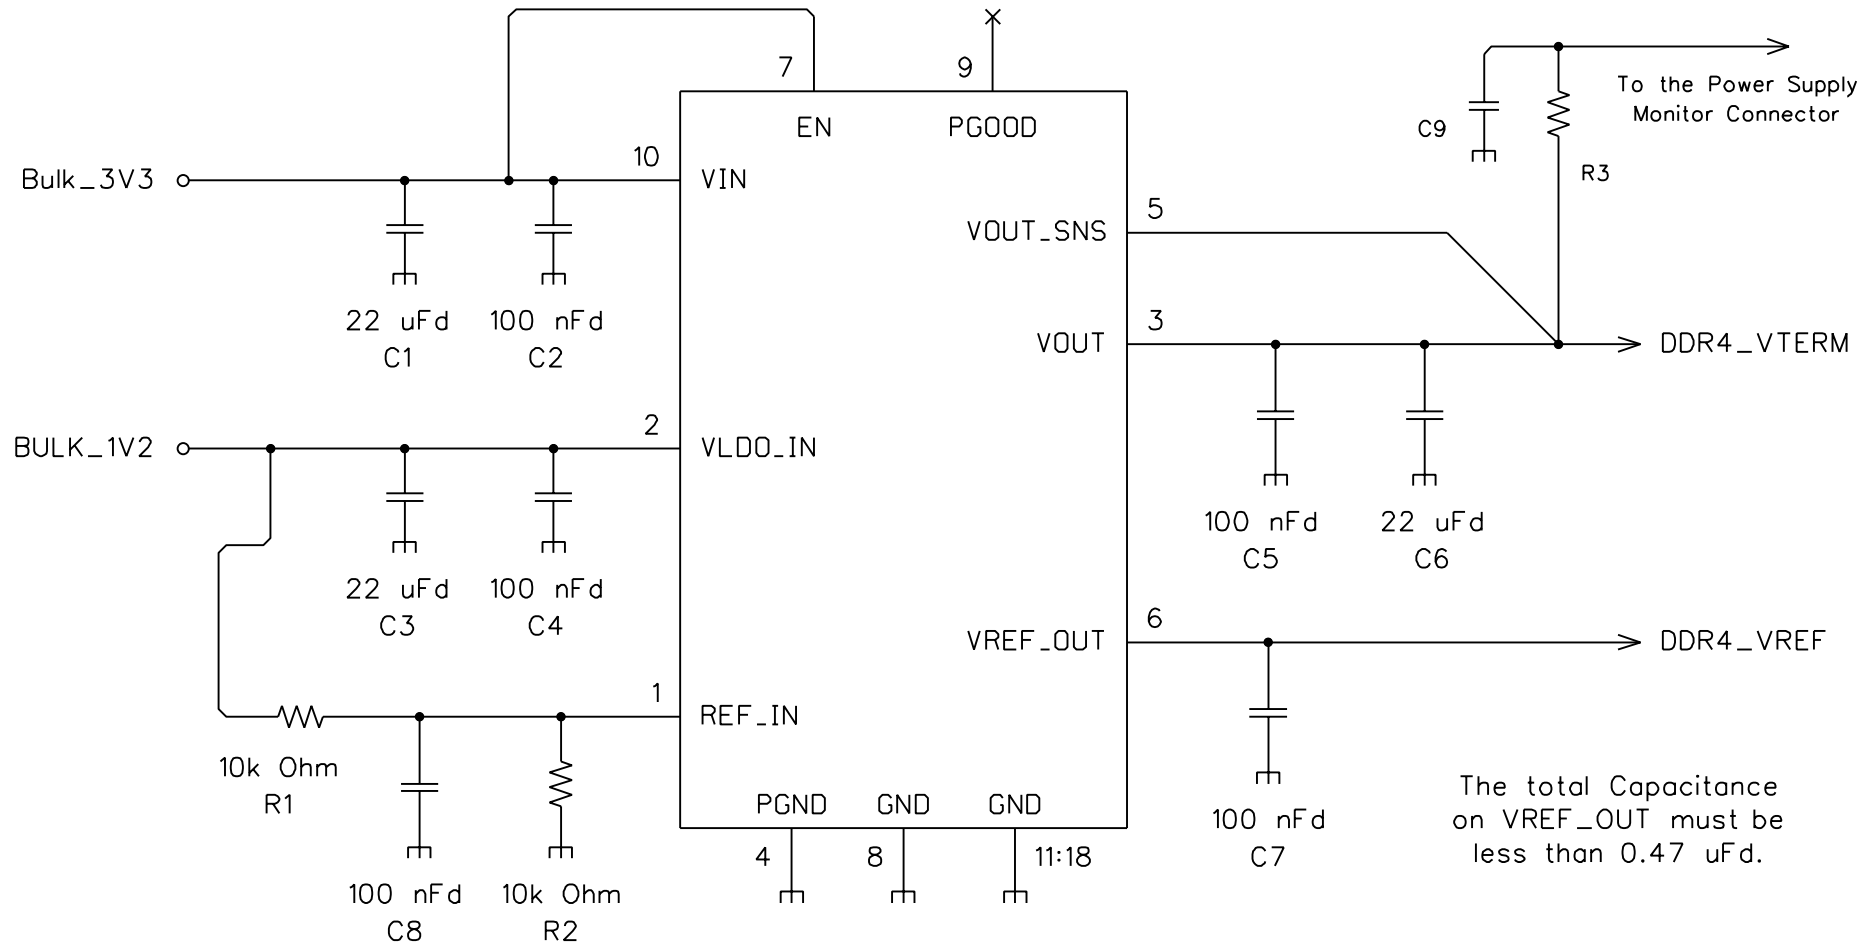 7
9
To the Power Supply
Monitor Connector
EN
PGOOD
C9
10
Bulk_3V3
VIN
R3
5
VOUT_SNS
22 uFd
C1
100 nFd
C2
3
VOUT
DDR4_VTERM
2
BULK_1V2
VLDO_IN
100 nFd
C5
22 uFd
C6
22 uFd
C3
100 nFd
C4
6
VREF_OUT
DDR4_VREF
1
REF_IN
10k Ohm
R1
PGND
GND
GND
100 nFd
C7
The total Capacitance
on VREF_OUT must be
less than 0.47 uFd.
4
8
11:18
100 nFd
C8
10k Ohm
R2